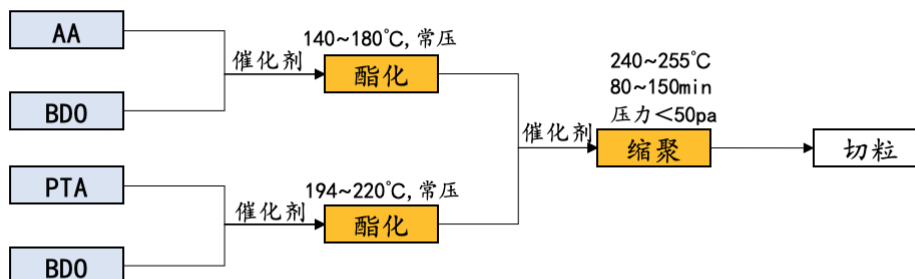 AA
BDO
催化剂
140~180℃,常压
酯化
PTA
BDO
催化剂
194~220℃,常压
酯化
催化剂
240~255℃
80~150min
压力<50pa
缩聚
切粒